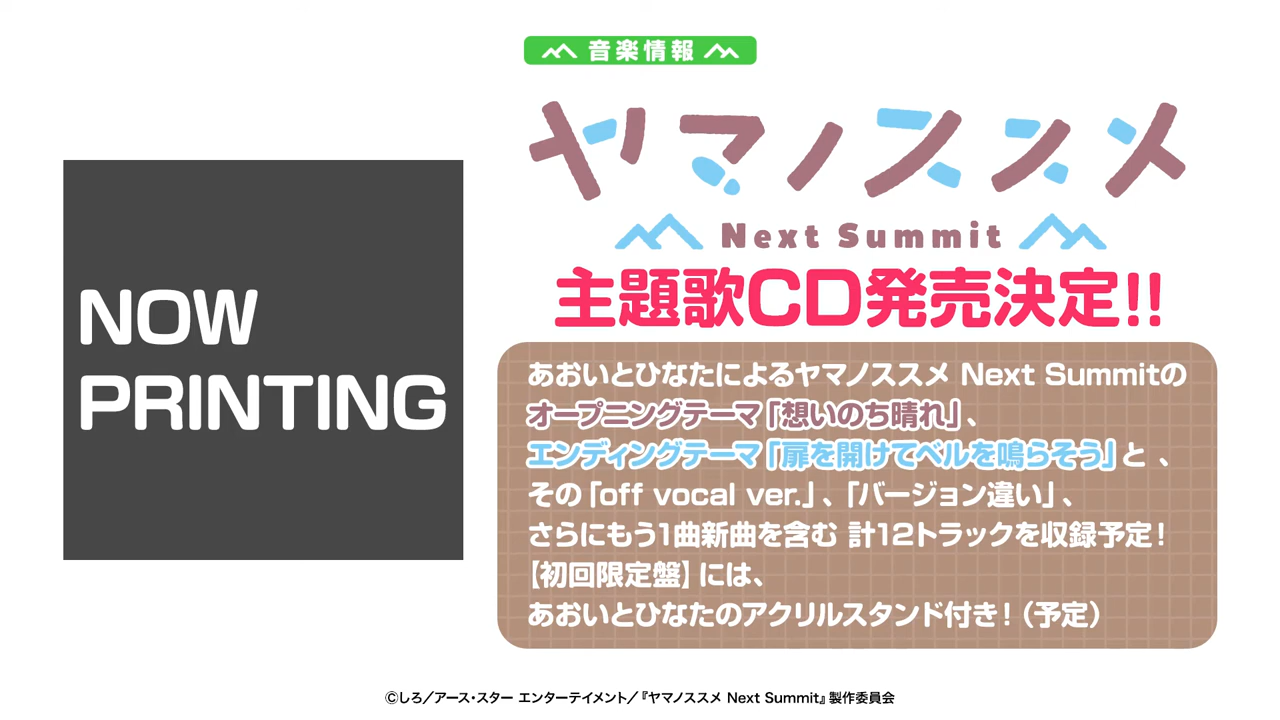 音楽情報
ヤマノススメ
Next Summit
主題歌CD発売決定!!
NOW
PRINTING
あおいとひなたによるヤマノススメ Next Summitの
オープニングテーマ「想いのち晴れ」、
エンディングテーマ「扉を開けてベルを鳴らそう」と 、
その「off vocal ver.」、「バージョン違い」、
さらにもう1曲新曲を含む 計12トラックを収録予定!
【初回限定盤】には、
あおいとひなたのアクリルスタンド付き!(予定)
©しろ/アース・スター エンターテイメント/『ヤマノススメ Next Summit』製作委員会